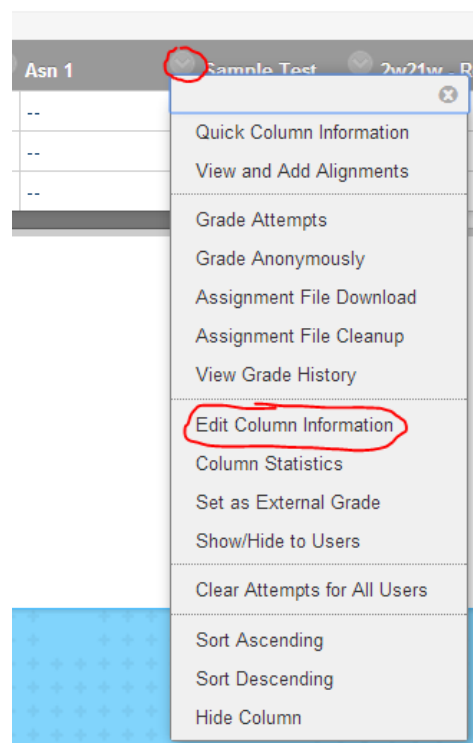 Asn 1 Sample Test 2w21w - R
--
--
--
Quick Column Information
View and Add Alignments
Grade Attempts
Grade Anonymously
Assignment File Download
Assignment File Cleanup
View Grade History
Edit Column Information
Column Statistics
Set as External Grade
Show/Hide to Users
Clear Attempts for All Users
Sort Ascending
Sort Descending
Hide Column